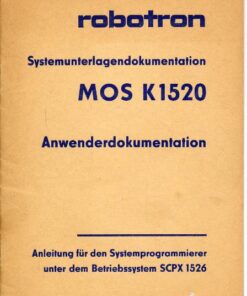 robotron
Systemunterlagendokumentation
MOS K1520
Anwenderdokumentation
Anleitung für den Systemprogrammierer
unter dem Betriebssystem SCPX 1526